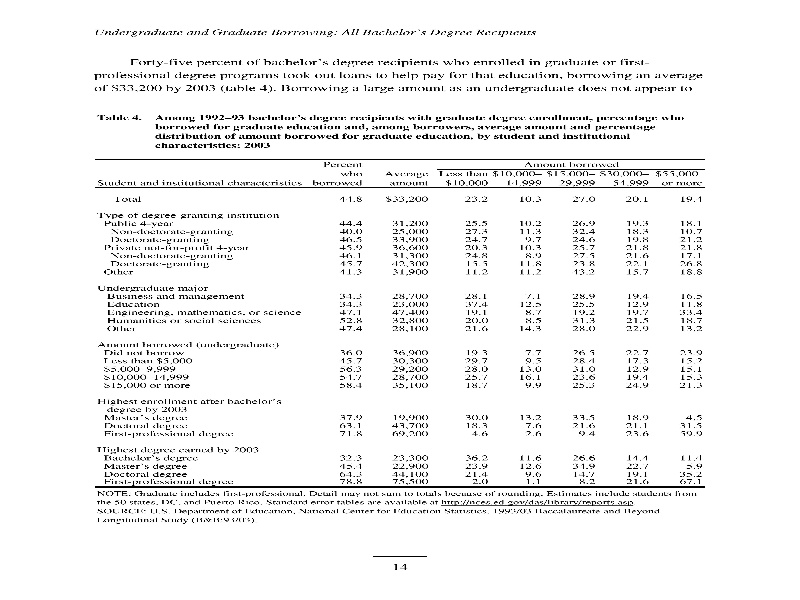 Undergraduate and Graduate Borrowing: All Bachelor's Degree Recipients
Forty-five percent of bachelor's degree recipients who enrolled in graduate or first-
professional degree programs took out loans to help pay for that education, borrowing an average
of $33,200 by 2003 (table 4). Borrowing a large amount as an undergraduate does not appear to
Table 4. Among 1992–93 bachelor's degree recipients with graduate degree enrollment, percentage who
borrowed for graduate education and, among borrowers, average amount and percentage
distribution of amount borrowed for graduate education, by student and institutional
characteristics: 2003
Percent Amount borrowed
who Average Less than $10,000– $15,000– $30,000– $55,000
Student and institutional characteristics borrowed amount $10,000 14,999 29,999 54,999 or more
Total 44.8 $33,200 23.2 10.3 27.0 20.1 19.4
Type of degree-granting institution
Public 4-year 44.4 31,200 25.5 10.2 26.9 19.3 18.1
Non-doctorate-granting 40.0 25,000 27.3 11.3 32.4 18.3 10.7
Doctorate-granting 46.5 33,900 24.7 9.7 24.6 19.8 21.2
Private not-for-profit 4-year 45.9 36,600 20.3 10.3 25.7 21.8 21.8
Non-doctorate-granting 46.1 31,300 24.8 8.9 27.5 21.6 17.1
Doctorate-granting 45.7 42,300 15.5 11.8 23.8 22.1 26.8
Other 41.3 31,900 11.2 11.2 43.2 15.7 18.8
Undergraduate major
Business and management 34.3 28,700 28.1 7.1 28.9 19.4 16.5
Education 34.3 23,000 37.4 12.5 25.5 12.9 11.8
Engineering, mathematics, or science 47.1 47,400 19.1 8.7 19.2 19.7 33.4
Humanities or social sciences 52.8 32,800 20.0 8.5 31.3 21.5 18.7
Other 47.4 28,100 21.6 14.3 28.0 22.9 13.2
Amount borrowed (undergraduate)
Did not borrow 36.0 36,900 19.3 7.7 26.5 22.7 23.9
Less than $5,000 45.7 30,300 29.7 9.5 28.4 17.3 15.2
$5,000–9,999 56.3 29,200 28.0 13.0 31.0 12.9 15.1
$10,000–14,999 54.7 28,700 25.7 16.1 23.6 19.4 15.3
$15,000 or more 58.4 35,100 18.7 9.9 25.3 24.9 21.3
Highest enrollment after bachelor's
degree by 2003
Master's degree 37.9 19,900 30.0 13.2 33.5 18.9 4.5
Doctoral degree 63.1 43,700 18.3 7.6 21.6 21.1 31.5
First-professional degree 71.8 69,200 4.6 2.6 9.4 23.6 59.9
Highest degree earned by 2003
Bachelor's degree 32.3 23,300 36.2 11.6 26.6 14.4 11.4
Master's degree 45.4 22,900 23.9 12.6 34.9 22.7 5.9
Doctoral degree 64.3 44,100 21.4 9.6 14.7 19.1 35.2
First-professional degree 78.8 75,500 2.0 1.1 8.2 21.6 67.1
NOTE. Graduate includes first-professional. Detail may not sum to totals because of rounding. Estimates include students from
the 50 states, DC, and Puerto Rico. Standard error tables are available at http://nces.ed.gov/das/library/reports.asp
SOURCE: U.S. Department of Education, National Center for Education Statistics, 1993/03 Baccalaureate and Beyond
Longitudinal Study (B&B:93/03).
14